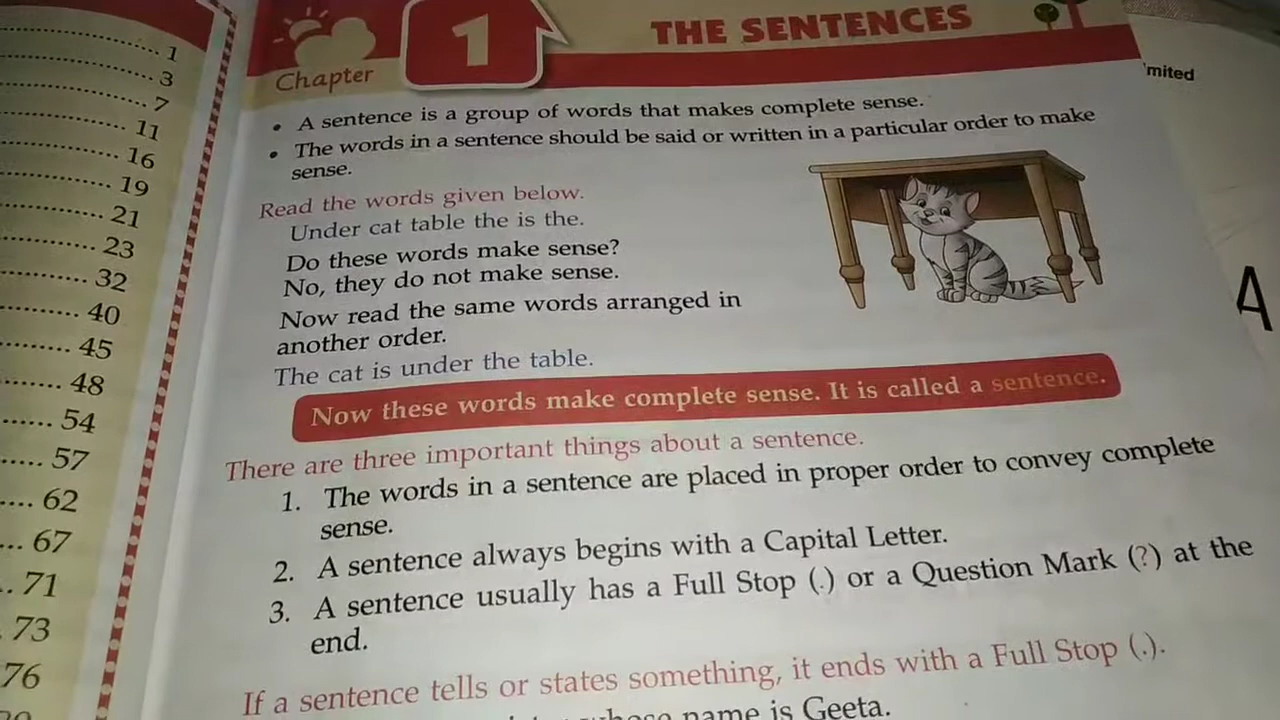 1
3
7
11
16
19
21
23
32
40
45
48
54
57
62
67
71
73
76
Chapter 1
THE SENTENCES
• A sentence is a group of words that makes complete sense.
• The words in a sentence should be said or written in a particular order to make
sense.
Read the words given below.
Under cat table the is the.
Do these words make sense?
No, they do not make sense.
Now read the same words arranged in
another order.
The cat is under the table.
Now these words make complete sense. It is called a sentence.
There are three important things about a sentence.
1. The words in a sentence are placed in proper order to convey complete
sense.
2. A sentence always begins with a Capital Letter.
3. A sentence usually has a Full Stop (.) or a Question Mark (?) at the
end.
If a sentence tells or states something, it ends with a Full Stop (.).
name is Geeta.
mited
A